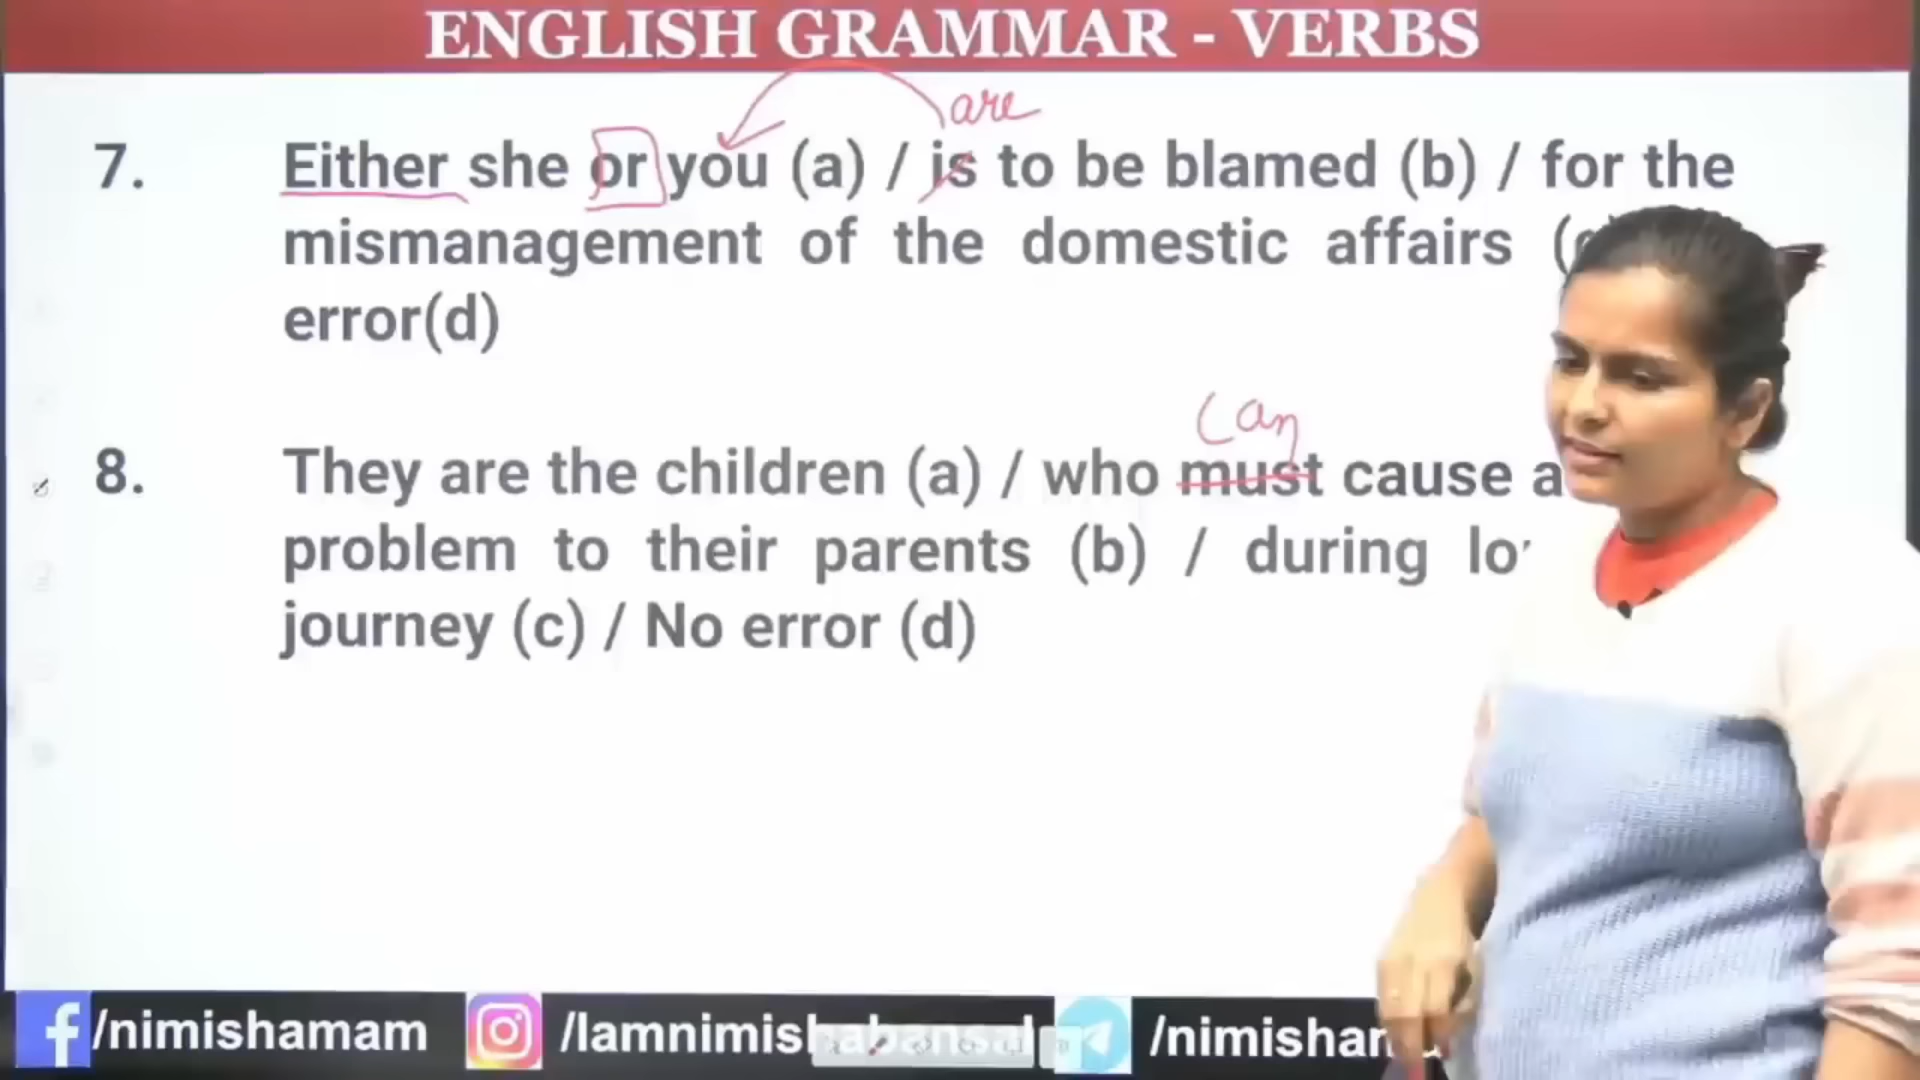 ENGLISH GRAMMAR - VERBS
are
7. Either she or you (a) / is to be blamed (b) / for the
mismanagement of the domestic affairs
error(d)
can
8. They are the children (a) / who must cause a
problem to their parents (b) / during
journey (c) / No error (d)
/nimishamam /Iamnimishabansal